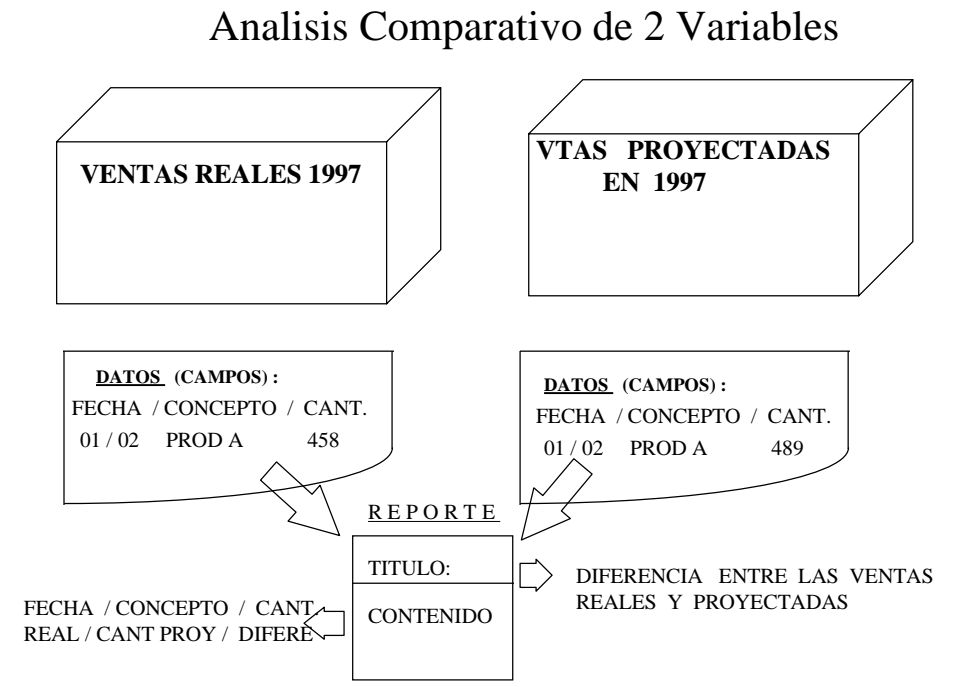 Analisis Comparativo de 2 Variables
VENTAS REALES 1997
VTAS PROYECTADAS
EN 1997
DATOS (CAMPOS) :
FECHA / CONCEPTO / CANT.
01 / 02 PROD A 458
DATOS (CAMPOS) :
FECHA / CONCEPTO / CANT.
01 / 02 PROD A 489
REPORTE
TITULO:
DIFERENCIA ENTRE LAS VENTAS
REALES Y PROYECTADAS
CONTENIDO
FECHA / CONCEPTO / CANT
REAL / CANT PROY / DIFERE